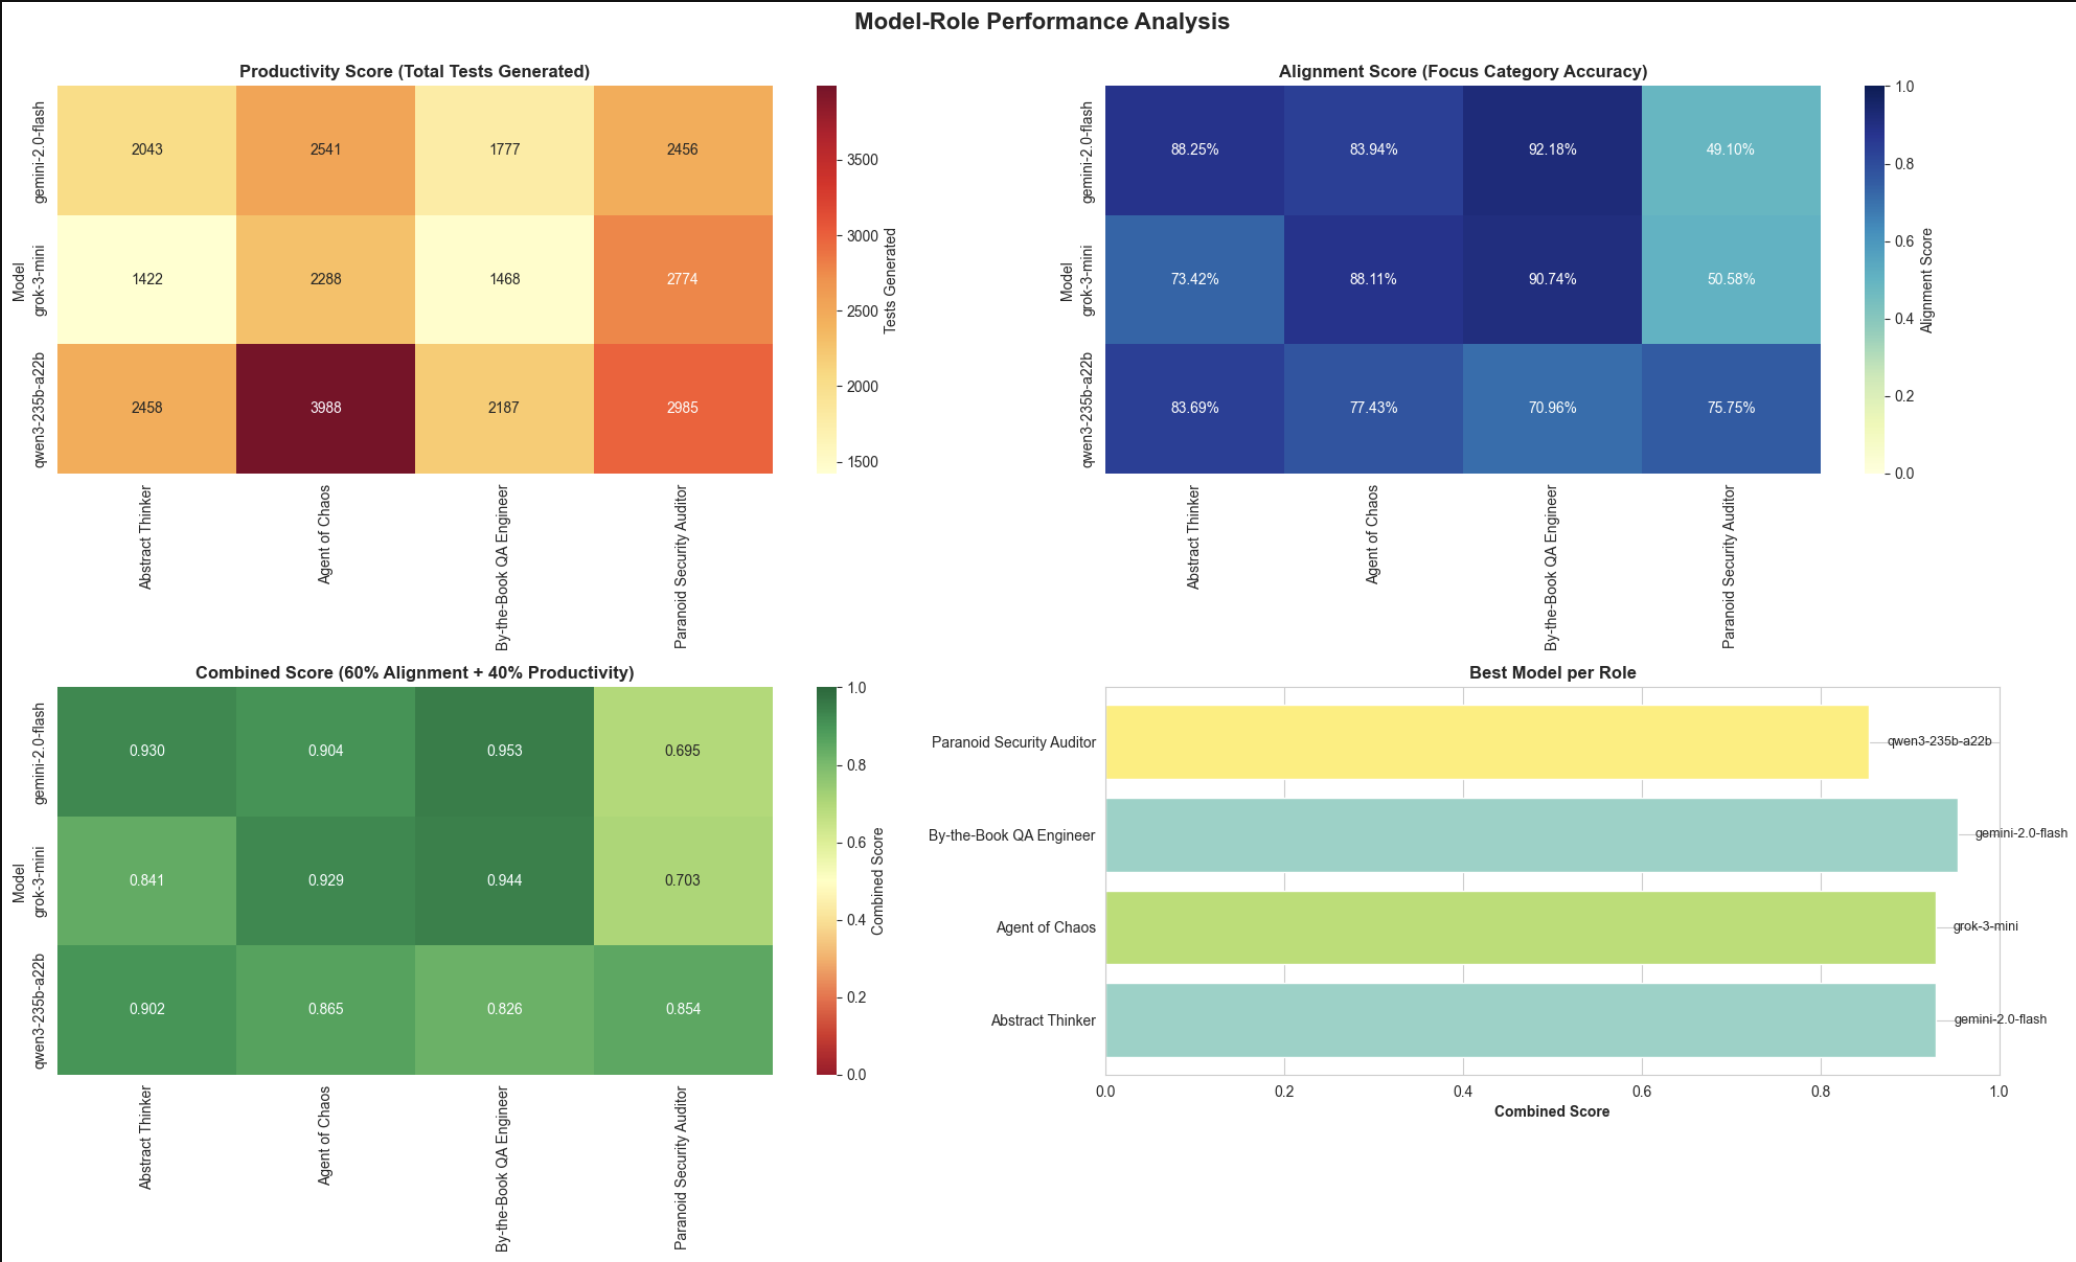 Model-Role Performance Analysis
Productivity Score (Total Tests Generated)
Model
gemini-2.0-flash
2043
2541
1777
2456
grok-3-mini
1422
2288
1468
2774
qwen3-235b-a22b
2458
3988
2187
2985
Abstract Thinker
Agent of Chaos
By-the-Book QA Engineer
Paranoid Security Auditor
3500
3000
2500
2000
1500
Tests Generated
Alignment Score (Focus Category Accuracy)
Model
gemini-2.0-flash
88.25%
83.94%
92.18%
49.10%
grok-3-mini
73.42%
88.11%
90.74%
50.58%
qwen3-235b-a22b
83.69%
77.43%
70.96%
75.75%
Abstract Thinker
Agent of Chaos
By-the-Book QA Engineer
Paranoid Security Auditor
1.0
0.8
0.6
0.4
0.2
0.0
Alignment Score
Combined Score (60% Alignment + 40% Productivity)
Model
gemini-2.0-flash
0.930
0.904
0.953
0.695
grok-3-mini
0.841
0.929
0.944
0.703
qwen3-235b-a22b
0.902
0.865
0.826
0.854
Abstract Thinker
Agent of Chaos
By-the-Book QA Engineer
Paranoid Security Auditor
1.0
0.8
0.6
0.4
0.2
0.0
Combined Score
Best Model per Role
Paranoid Security Auditor
qwen3-235b-a22b
By-the-Book QA Engineer
gemini-2.0-flash
Agent of Chaos
grok-3-mini
Abstract Thinker
gemini-2.0-flash
0.0
0.2
0.4
0.6
0.8
1.0
Combined Score